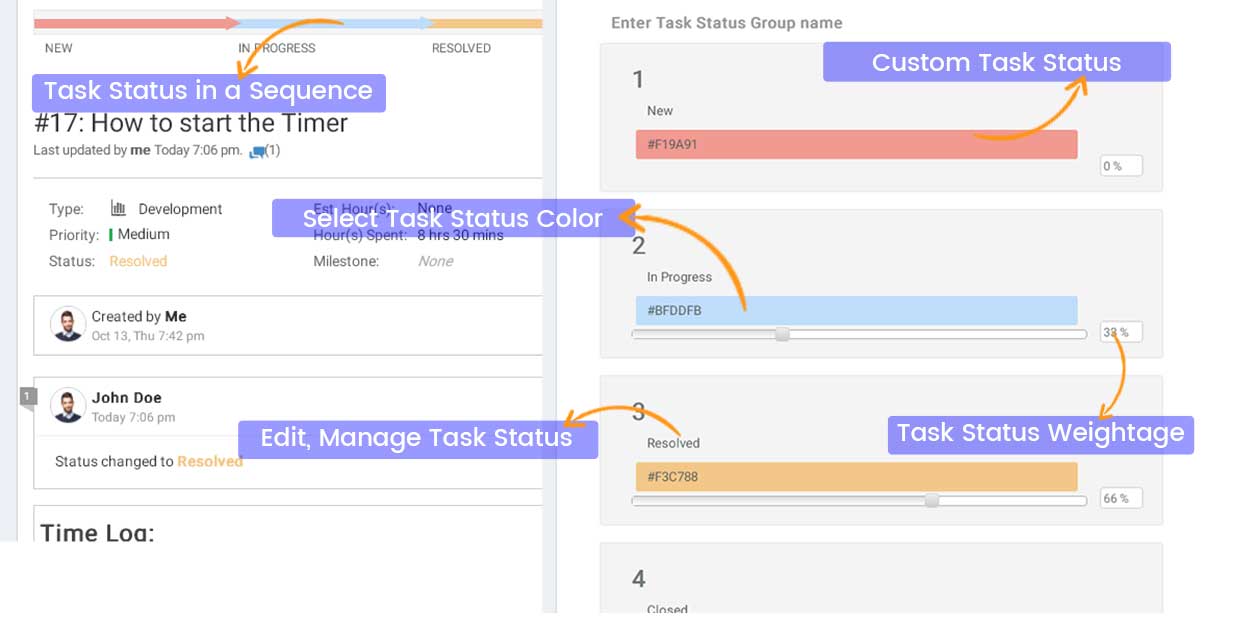 NEW IN PROGRESS RESOLVED
Task Status in a Sequence
#17: How to start the Timer
Last updated by me Today 7:06 pm. (1)
Type: Development Est. Hour(s): None
Priority: Medium Hour(s) Spent: 8 hrs 30 mins
Status: Resolved Milestone: None
Created by Me
Oct 13, Thu 7:42 pm
1
John Doe
Today 7:06 pm
Status changed to Resolved
Time Log:
Enter Task Status Group name
Custom Task Status
1
New
#F19A91
0 %
Select Task Status Color
2
In Progress
#BFDDFB
33 %
Edit, Manage Task Status
3
Resolved
Task Status Weightage
#F3C788
66 %
4
Closed